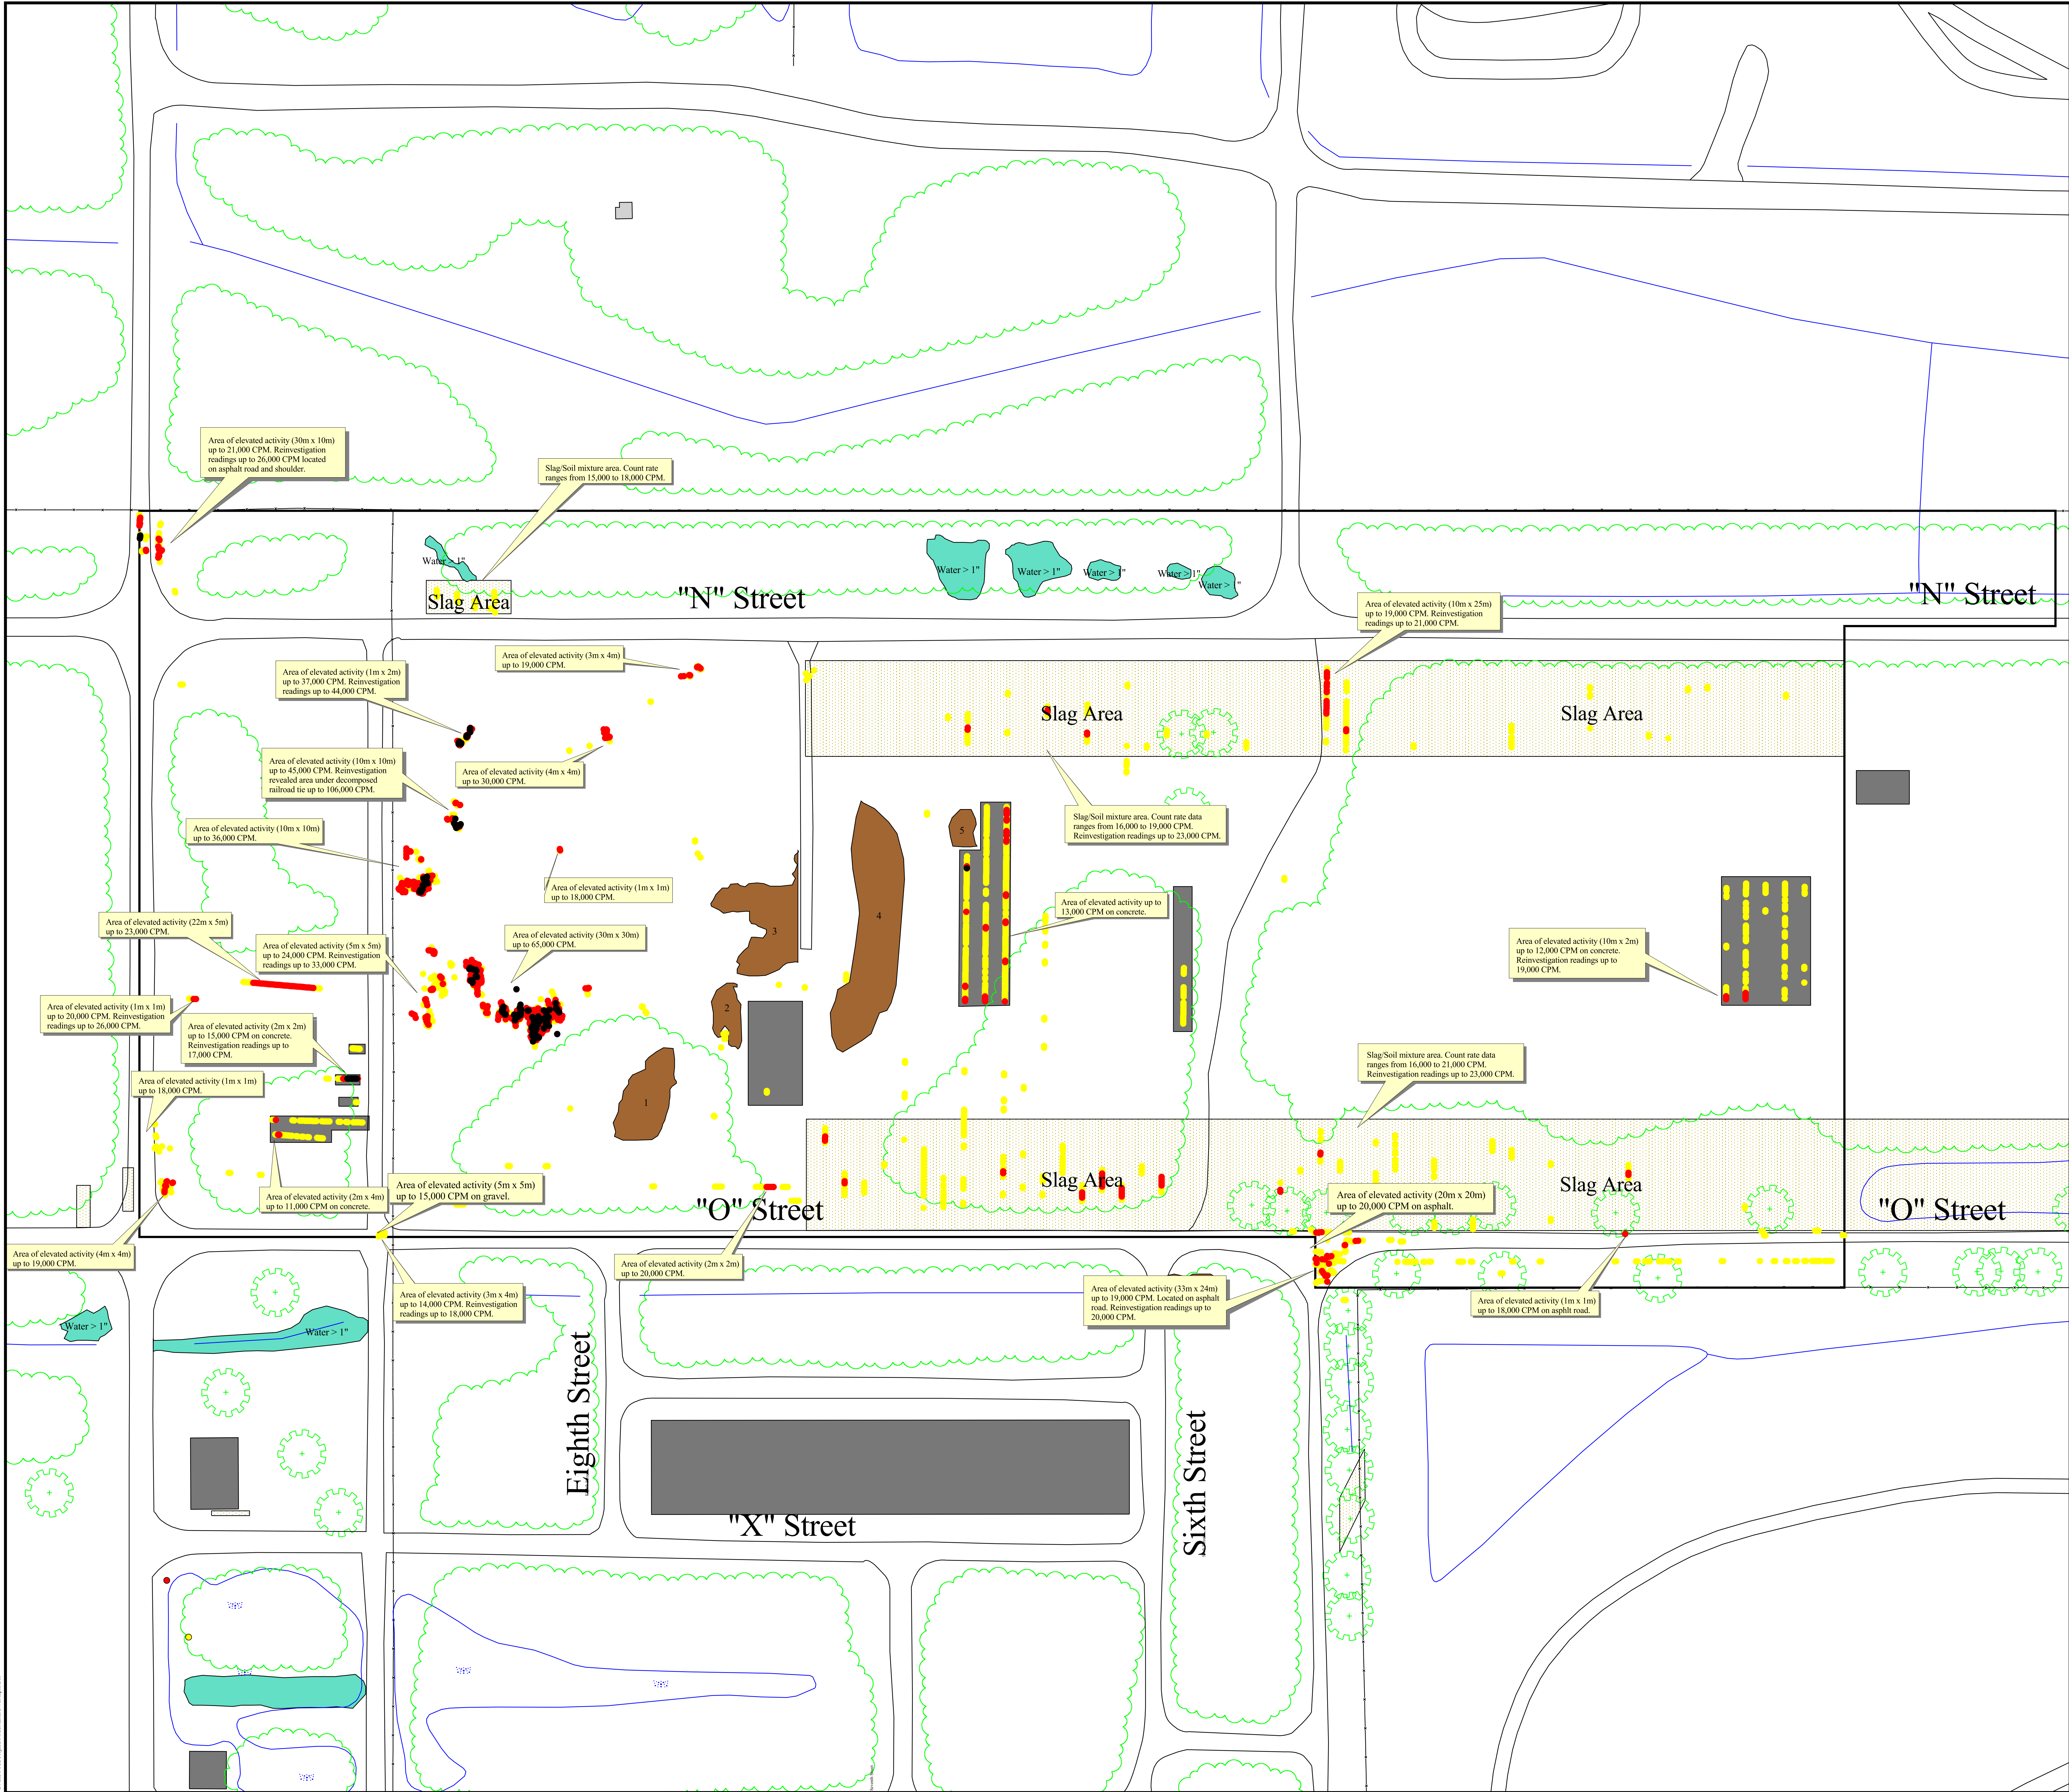 Area of elevated activity (30m x 10m)
up to 21,000 CPM. Reinvestigation
readings up to 26,000 CPM located
on asphalt road and shoulder.
Slag/Soil mixture area. Count rate
ranges from 15,000 to 18,000 CPM.
Water > 1"
Water > 1"
Water > 1"
Water > 1"
Water > 1"
Water > 1"
Slag Area
"N" Street
"N" Street
Area of elevated activity (10m x 25m)
up to 19,000 CPM. Reinvestigation
readings up to 21,000 CPM.
Area of elevated activity (3m x 4m)
up to 19,000 CPM.
Area of elevated activity (1m x 2m)
up to 37,000 CPM. Reinvestigation
readings up to 44,000 CPM.
Slag Area
Slag Area
Area of elevated activity (10m x 10m)
up to 45,000 CPM. Reinvestigation
revealed area under decomposed
railroad tie up to 106,000 CPM.
Area of elevated activity (4m x 4m)
up to 30,000 CPM.
Slag/Soil mixture area. Count rate data
ranges from 16,000 to 19,000 CPM.
Reinvestigation readings up to 23,000 CPM.
Area of elevated activity (10m x 10m)
up to 36,000 CPM.
5
Area of elevated activity (1m x 1m)
up to 18,000 CPM.
Area of elevated activity up to
13,000 CPM on concrete.
4
Area of elevated activity (22m x 5m)
up to 23,000 CPM.
Area of elevated activity (5m x 5m)
up to 24,000 CPM. Reinvestigation
readings up to 33,000 CPM.
Area of elevated activity (30m x 30m)
up to 65,000 CPM.
3
Area of elevated activity (10m x 2m)
up to 12,000 CPM on concrete.
Reinvestigation readings up to
19,000 CPM.
Area of elevated activity (1m x 1m)
up to 20,000 CPM. Reinvestigation
readings up to 26,000 CPM.
2
Area of elevated activity (2m x 2m)
up to 15,000 CPM on concrete.
Reinvestigation readings up to
17,000 CPM.
Slag/Soil mixture area. Count rate data
ranges from 16,000 to 21,000 CPM.
Reinvestigation readings up to 23,000 CPM.
Area of elevated activity (1m x 1m)
up to 18,000 CPM.
1
Area of elevated activity (2m x 4m)
up to 11,000 CPM on concrete.
Area of elevated activity (5m x 5m)
up to 15,000 CPM on gravel.
Slag Area
Slag Area
"O" Street
"O" Street
Area of elevated activity (20m x 20m)
up to 20,000 CPM on asphalt.
Area of elevated activity (4m x 4m)
up to 19,000 CPM.
Area of elevated activity (2m x 2m)
up to 20,000 CPM.
Area of elevated activity (3m x 4m)
up to 14,000 CPM. Reinvestigation
readings up to 18,000 CPM.
Area of elevated activity (33m x 24m)
up to 19,000 CPM. Located on asphalt
road. Reinvestigation readings up to
20,000 CPM.
Area of elevated activity (1m x 1m)
up to 18,000 CPM on asphlt road.
Water > 1"
Water > 1"
Eighth Street
Sixth Street
"X" Street